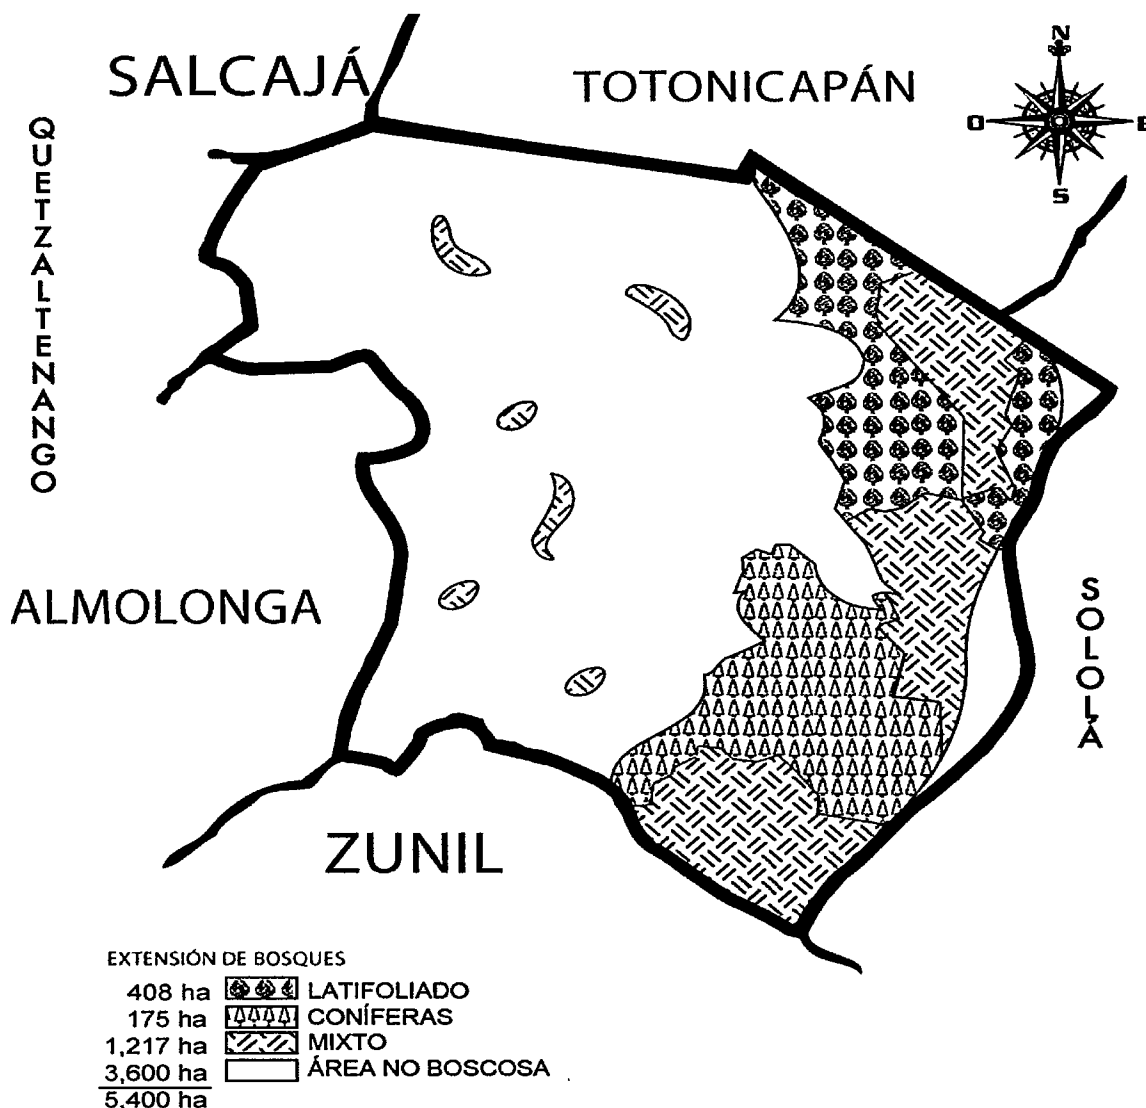 SALCAJÁ
TOTONICAPÁN
N
O
E
S
QUETZALTENANGO
ALMOLONGA
SOLOLÁ
ZUNIL
EXTENSIÓN DE BOSQUES
408 ha LATIFOLIADO
175 ha CONÍFERAS
1,217 ha MIXTO
3,600 ha ÁREA NO BOSCOSA
5,400 ha